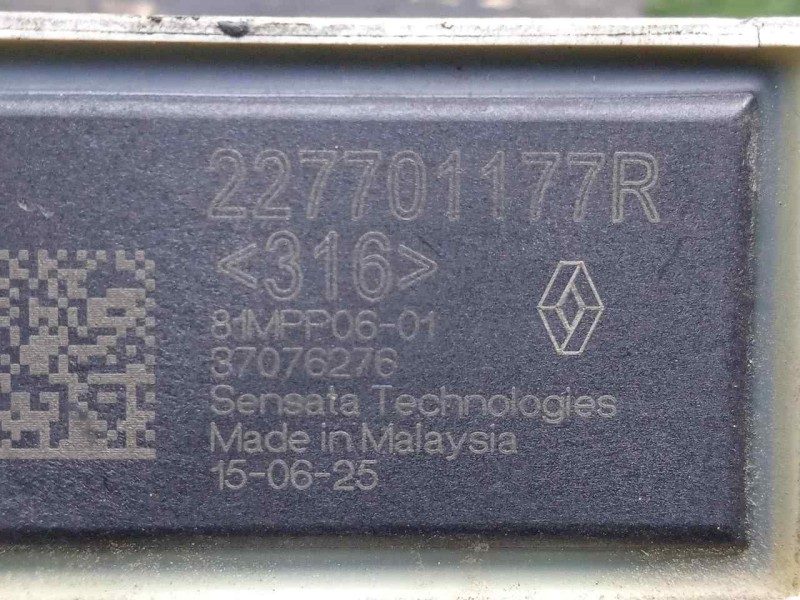 227701177R
<316>
81MPP06-01
37076276
Sensata Technologies
Made in Malaysia
15-06-25